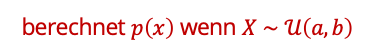 berechnet p(x) wenn X ~ 𝒰(a, b)